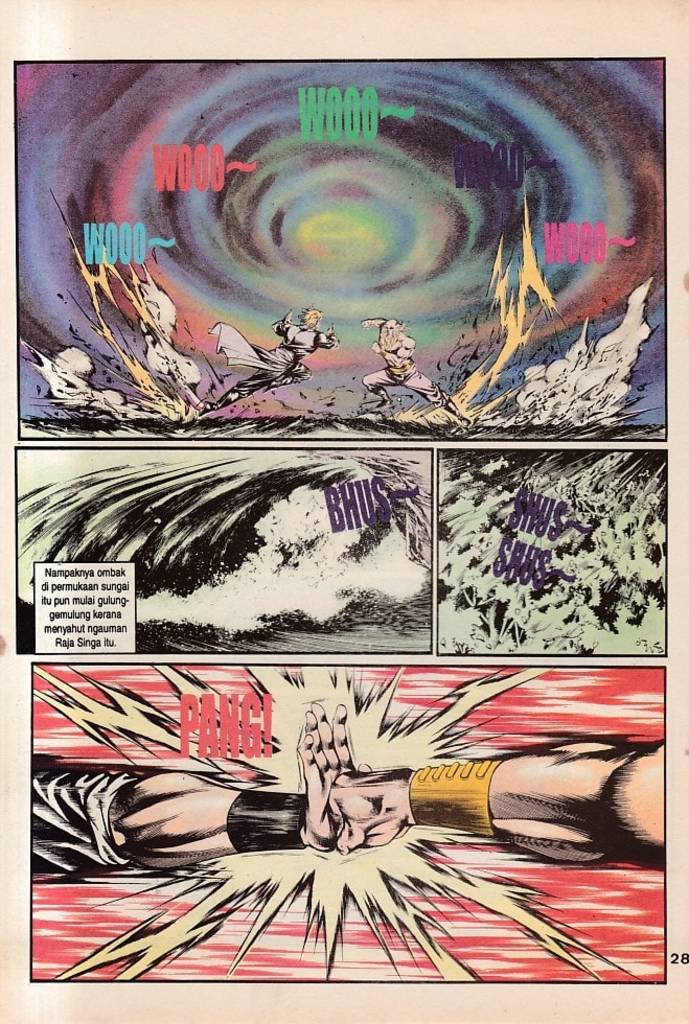 WOOO~
WOOO~
WOOO~
WOOO~
WOOO~
BHUS~
Nampaknya ombak
di permukaan sungai
itu pun mulai gulung-
gemulung kerana
menyahut ngauman
Raja Singa itu.
SHUS~
SHUS~
PANG!
28